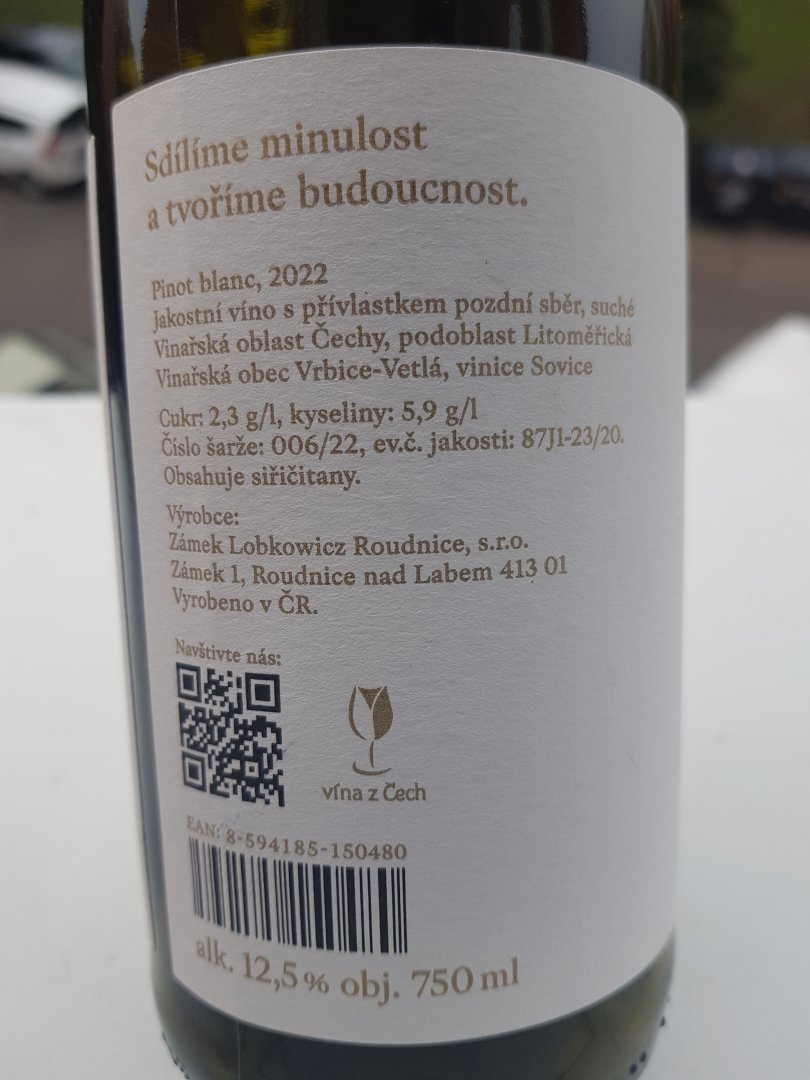 Sdílíme minulost
a tvoříme budoucnost.
Pinot blanc, 2022
Jakostní víno s přívlastkem pozdní sběr, suché
Vinařská oblast Čechy, podoblast Litoměřická
Vinařská obec Vrbice-Vetlá, vinice Sovice
Cukr: 2,3 g/l, kyseliny: 5,9 g/l
Číslo šarže: 006/22, ev.č. jakosti: 87J1-23/20.
Obsahuje siřičitany.
Výrobce:
Zámek Lobkowicz Roudnice, s.r.o.
Zámek 1, Roudnice nad Labem 413 01
Vyrobeno v ČR.
Navštivte nás:
vína z Čech
EAN: 8-594185-150480
alk. 12,5% obj. 750 ml